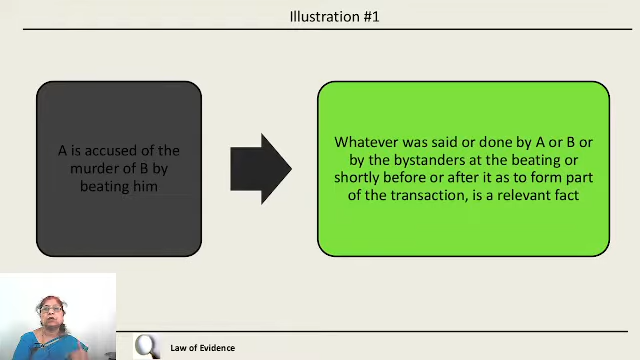 Illustration #1
A is accused of the
murder of B by
beating him
Whatever was said or done by A or B or
by the bystanders at the beating or
shortly before or after it as to form part
of the transaction, is a relevant fact
Law of Evidence